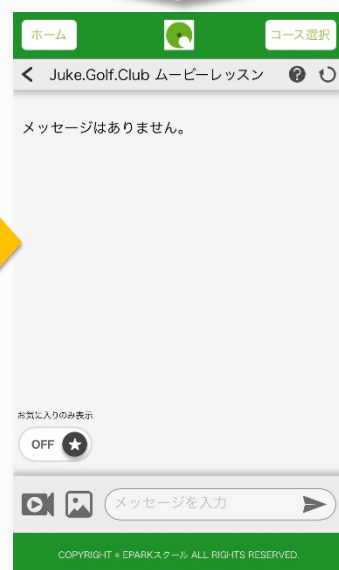 ホーム
コース選択
Juke.Golf.Club ムービーレッスン
メッセージはありません。
お気に入りのみ表示
OFF
メッセージを入力
COPYRIGHT © EPARKスクール ALL RIGHTS RESERVED.